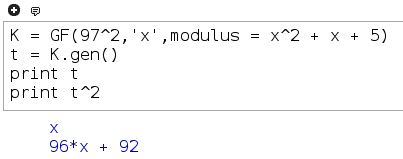 K = GF(97^2,'x',modulus = x^2 + x + 5)
t = K.gen()
print t
print t^2
x
96*x + 92